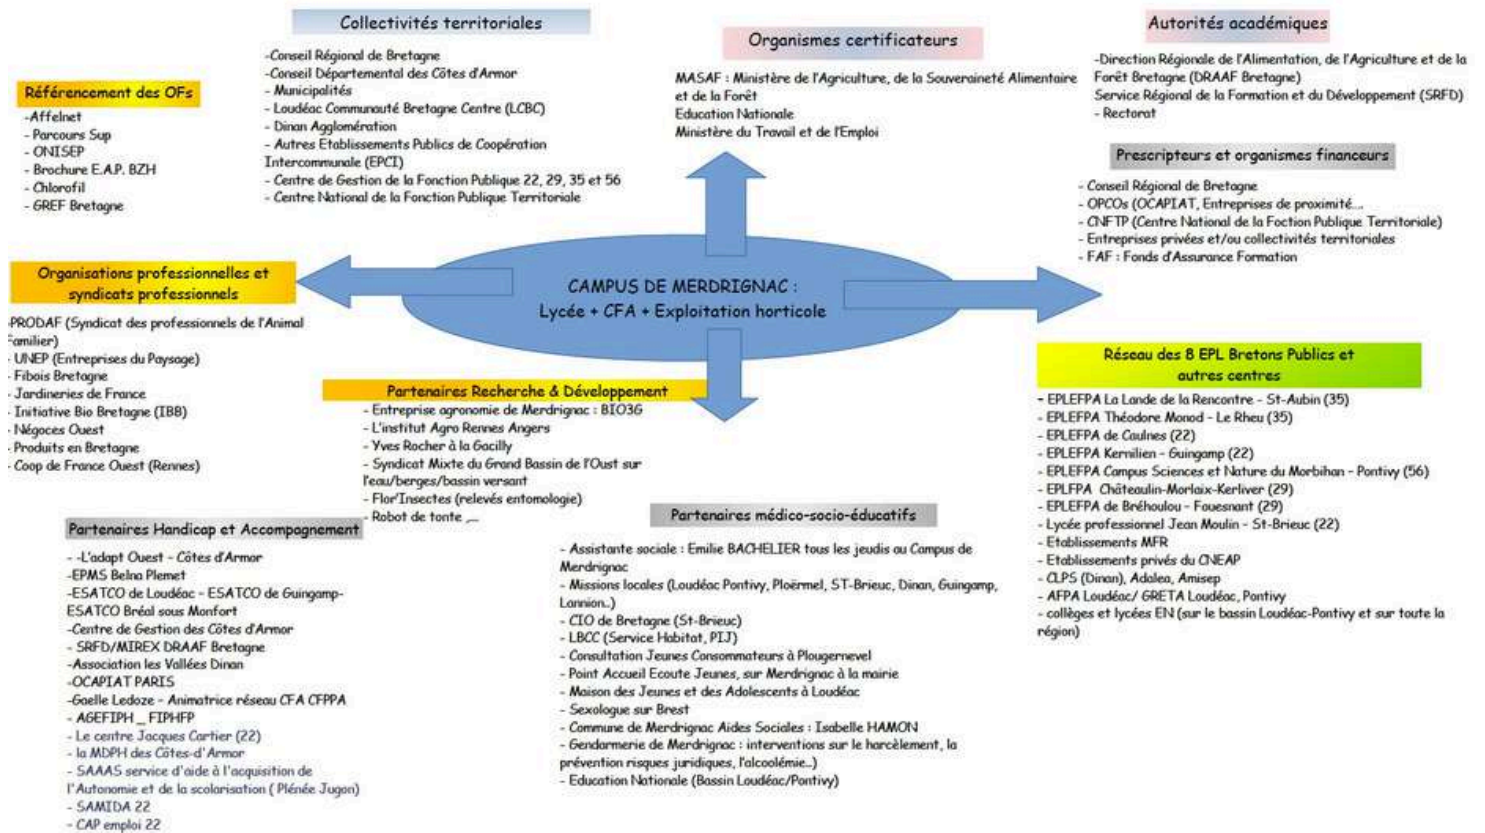 Collectivités territoriales
-Conseil Régional de Bretagne
-Conseil Départemental des Côtes d'Armor
- Municipalités
- Loudéac Communauté Bretagne Centre (LCBC)
- Dinan Agglomération
- Autres Etablissements Publics de Coopération
Intercommunale (EPCI)
- Centre de Gestion de la Fonction Publique 22, 29, 35 et 56
- Centre National de la Fonction Publique Territoriale
Organismes certificateurs
MASAF : Ministère de l'Agriculture, de la Souveraineté Alimentaire
et de la Forêt
Education Nationale
Ministère du Travail et de l'Emploi
Autorités académiques
-Direction Régionale de l'Alimentation, de l'Agriculture et de la
Forêt Bretagne (DRAAF Bretagne)
Service Régional de la Formation et du Développement (SRFD)
- Rectorat
Référencement des OFs
-Affelnet
- Parcours Sup
- ONISEP
- Brochure E.A.P. BZH
- Chlorofil
- GREF Bretagne
Prescripteurs et organismes financeurs
- Conseil Régional de Bretagne
- OPCOs (OCAPIAT, Entreprises de proximité....
- CNFTP (Centre National de la Foction Publique Territoriale)
- Entreprises privées et/ou collectivités territoriales
- FAF : Fonds d'Assurance Formation
Organisations professionnelles et
syndicats professionnels
-PRODAF (Syndicat des professionnels de l'Animal
Familier)
- UNEP (Entreprises du Paysage)
- Fibois Bretagne
- Jardineries de France
- Initiative Bio Bretagne (IBB)
- Négoces Ouest
- Produits en Bretagne
- Coop de France Ouest (Rennes)
CAMPUS DE MERDRIGNAC :
Lycée + CFA + Exploitation horticole
Partenaires Recherche & Développement
- Entreprise agronomie de Merdrignac : BIO3G
- L'institut Agro Rennes Angers
- Yves Rocher à la Gacilly
- Syndicat Mixte du Grand Bassin de l'Oust sur
l'eau/berges/bassin versant
- Flor'Insectes (relevés entomologie)
- Robot de tonte ,...
Réseau des 8 EPL Bretons Publics et
autres centres
- EPLEFPA La Lande de la Rencontre - St-Aubin (35)
- EPLEFPA Théodore Monod - Le Rheu (35)
- EPLEFPA de Caulnes (22)
- EPLEFPA Kernilien - Guingamp (22)
- EPLEFPA Campus Sciences et Nature du Morbihan - Pontivy (56)
- EPLFPA Châteaulin-Morlaix-Kerliver (29)
- EPLEFPA de Bréhoulou - Fouesnant (29)
- Lycée professionnel Jean Moulin - St-Brieuc (22)
- Etablissements MFR
- Etablissements privés du CNEAP
- CLPS (Dinan), Adalea, Amisep
- AFPA Loudéac/ GRETA Loudéac, Pontivy
- collèges et lycées EN (sur le bassin Loudéac-Pontivy et sur toute la
région)
Partenaires Handicap et Accompagnement
- -L'adapt Ouest - Côtes d'Armor
-EPMS Belna Plemet
-ESATCO de Loudéac - ESATCO de Guingamp-
ESATCO Bréal sous Monfort
-Centre de Gestion des Côtes d'Armor
- SRFD/MIREX DRAAF Bretagne
-Association les Vallées Dinan
-OCAPIAT PARIS
-Gaelle Ledoze - Animatrice réseau CFA CFPPA
- AGEFIPH _ FIPHFP
- Le centre Jacques Cartier (22)
- la MDPH des Côtes-d'Armor
- SAAAS service d'aide à l'acquisition de
l'Autonomie et de la scolarisation ( Plénée Jugon)
- SAMIDA 22
- CAP emploi 22
Partenaires médico-socio-éducatifs
- Assistante sociale : Emilie BACHELIER tous les jeudis au Campus de
Merdrignac
- Missions locales (Loudéac Pontivy, Ploërmel, ST-Brieuc, Dinan, Guingamp,
Lannion..)
- CIO de Bretagne (St-Brieuc)
- LBCC (Service Habitat, PIJ)
- Consultation Jeunes Consommateurs à Plougernevel
- Point Accueil Ecoute Jeunes, sur Merdrignac à la mairie
- Maison des Jeunes et des Adolescents à Loudéac
- Sexologue sur Brest
- Commune de Merdrignac Aides Sociales : Isabelle HAMON
- Gendarmerie de Merdrignac : interventions sur le harcèlement, la
prévention risques juridiques, l'alcoolémie...)
- Education Nationale (Bassin Loudéac/Pontivy)